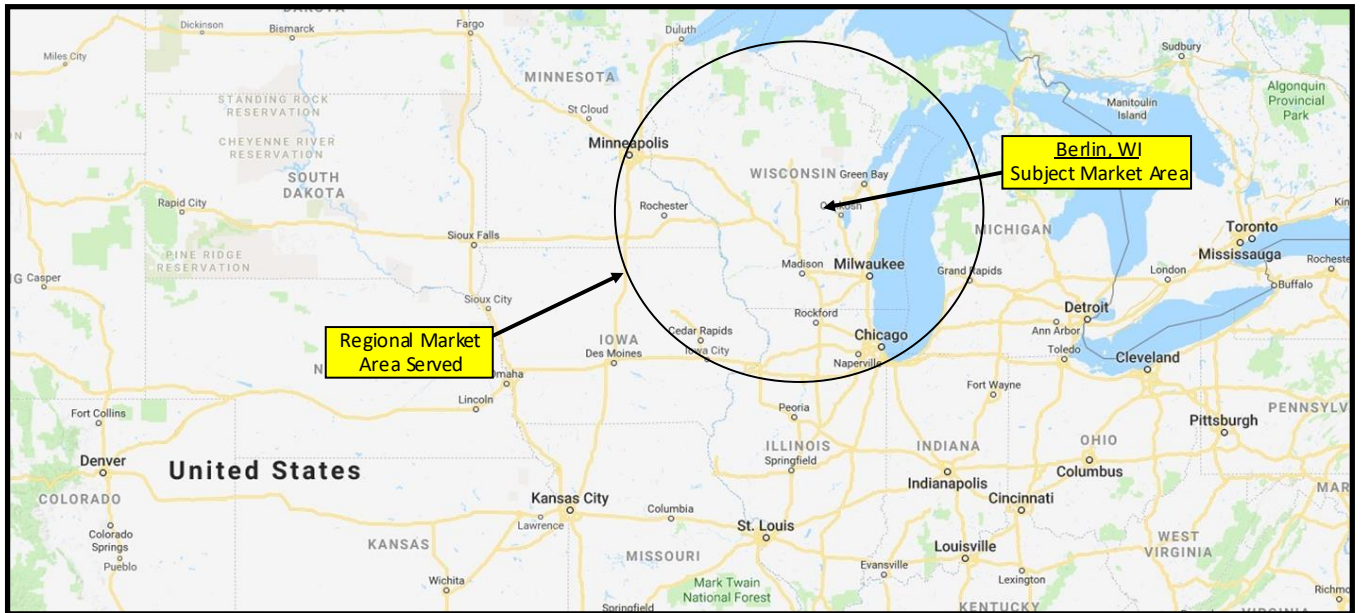 DAKOTA
Dickinson
Bismarck
Fargo
Duluth
Miles City
MINNESOTA
Sudbury
Algonquin
Provincial
Park
STANDING ROCK
RESERVATION
St Cloud
Manitoulin
Island
Minneapolis
CHEYENNE RIVER
RESERVATION
Berlin, WI
Subject Market Area
WISCONSIN
Green Bay
SOUTH
DAKOTA
Rapid City
Rochester
MICHIGAN
Toronto
Mississauga
Sioux Falls
PINE RIDGE
RESERVATION
Casper
Madison
Milwaukee
Grand Rapids
London
Rochester
Buffalo
Sioux City
Rockford
Detroit
Ann Arbor
Regional Market
Area Served
IOWA
Des Moines
Cedar Rapids
Iowa City
Chicago
Naperville
Toledo
Cleveland
Lincoln
Fort Wayne
Fort Collins
Peoria
PENNSYLV
Pittsburgh
ILLINOIS
INDIANA
OHIO
Denver
United States
Springfield
Columbus
COLORADO
Indianapolis
Cincinnati
MAR
Kansas City
Columbia
Lawrence
St. Louis
Colorado
Springs
Pueblo
KANSAS
MISSOURI
WEST
VIRGINIA
Louisville
Evansville
Lexington
Wichita
Mark Twain
National Forest
Springfield
KENTUCKY
Richmo